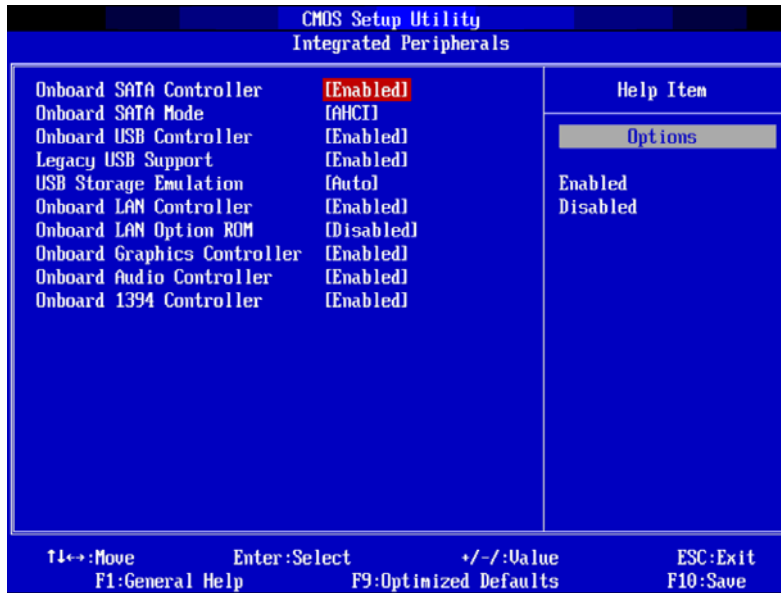 CMOS Setup Utility
Integrated Peripherals
Onboard SATA Controller [Enabled]
Onboard SATA Mode [AHCI]
Onboard USB Controller [Enabled]
Legacy USB Support [Enabled]
USB Storage Emulation [Auto]
Onboard LAN Controller [Enabled]
Onboard LAN Option ROM [Disabled]
Onboard Graphics Controller [Enabled]
Onboard Audio Controller [Enabled]
Onboard 1394 Controller [Enabled]
Help Item
Options
Enabled
Disabled
↑↓←→:Move Enter:Select +/-/:Value ESC:Exit
F1:General Help F9:Optimized Defaults F10:Save